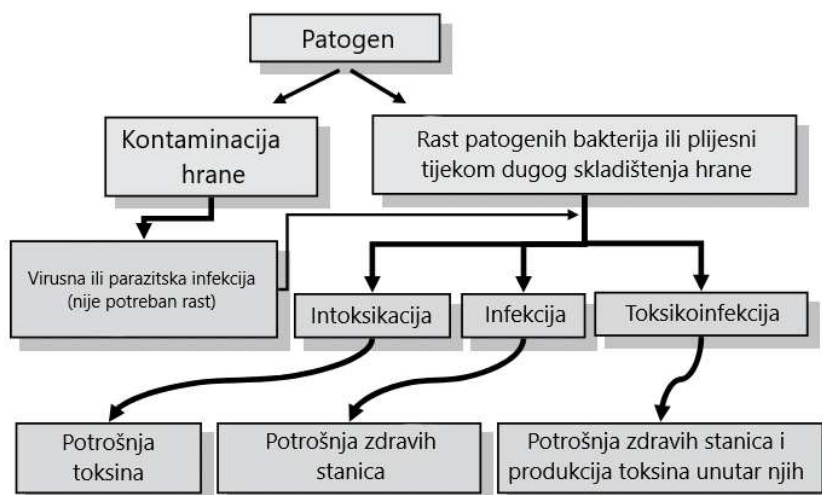 Patogen
Kontaminacija
hrane
Rast patogenih bakterija ili plijesni
tijekom dugog skladištenja hrane
Virusna ili parazitska infekcija
(nije potreban rast)
Intoksikacija
Infekcija
Toksikoinfekcija
Potrošnja
toksina
Potrošnja zdravih
stanica
Potrošnja zdravih stanica i
produkcija toksina unutar njih